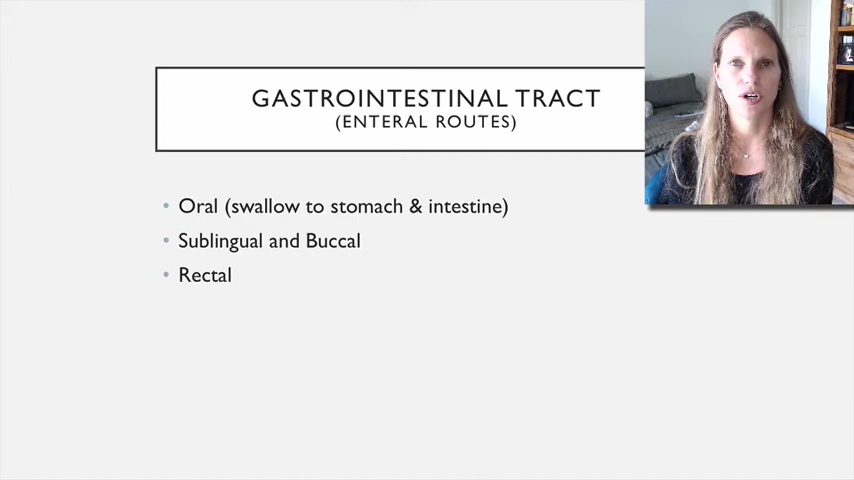 GASTROINTESTINAL TRACT
(ENTERAL ROUTES)
• Oral (swallow to stomach & intestine)
• Sublingual and Buccal
• Rectal